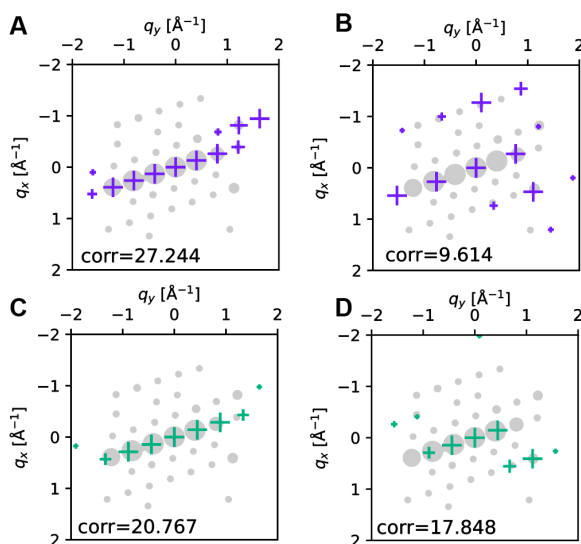 A
q_y [Å⁻¹]
−2 −1 0 1 2
−2
−1
0
1
2
q_x [Å⁻¹]
corr=27.244
B
q_y [Å⁻¹]
−2 −1 0 1 2
−2
−1
0
1
2
q_x [Å⁻¹]
corr=9.614
C
q_y [Å⁻¹]
−2 −1 0 1 2
−2
−1
0
1
2
q_x [Å⁻¹]
corr=20.767
D
q_y [Å⁻¹]
−2 −1 0 1 2
−2
−1
0
1
2
q_x [Å⁻¹]
corr=17.848